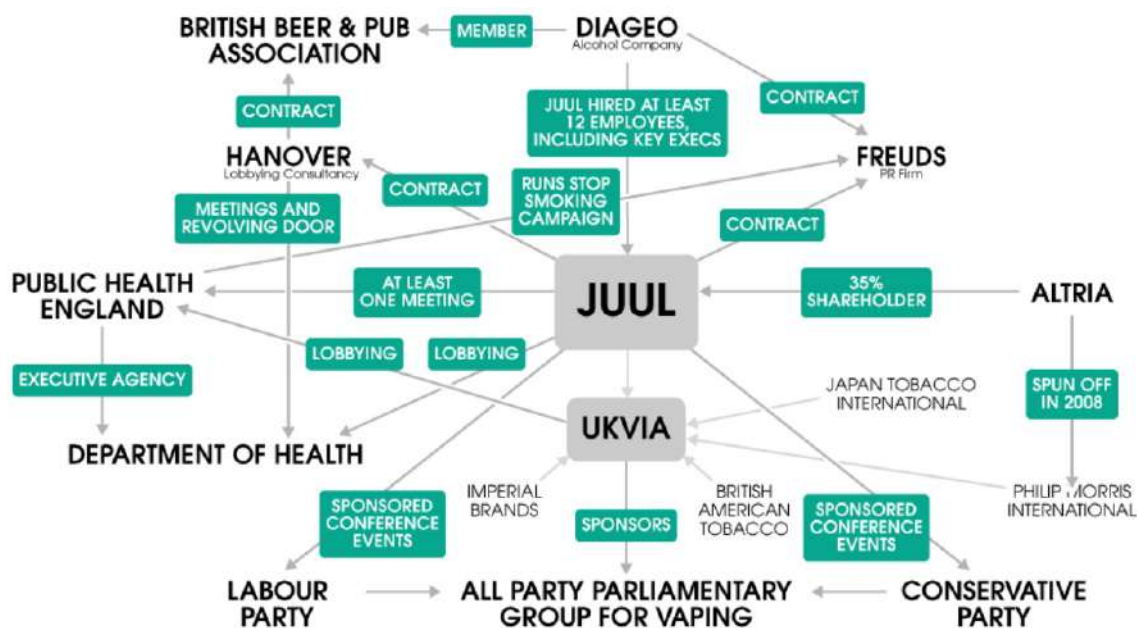 BRITISH BEER & PUB
ASSOCIATION
MEMBER
DIAGEO
Alcohol Company
CONTRACT
JUUL HIRED AT LEAST
12 EMPLOYEES,
INCLUDING KEY EXECS
CONTRACT
HANOVER
Lobbying Consultancy
FREUDS
PR Firm
CONTRACT
RUNS STOP
SMOKING
CAMPAIGN
MEETINGS AND
REVOLVING DOOR
CONTRACT
PUBLIC HEALTH
ENGLAND
AT LEAST
ONE MEETING
JUUL
35%
SHAREHOLDER
ALTRIA
LOBBYING
LOBBYING
EXECUTIVE AGENCY
JAPAN TOBACCO
INTERNATIONAL
SPUN OFF
IN 2008
UKVIA
DEPARTMENT OF HEALTH
IMPERIAL
BRANDS
BRITISH
AMERICAN
TOBACCO
PHILIP MORRIS
INTERNATIONAL
SPONSORED
CONFERENCE
EVENTS
SPONSORS
SPONSORED
CONFERENCE
EVENTS
LABOUR
PARTY
ALL PARTY PARLIAMENTARY
GROUP FOR VAPING
CONSERVATIVE
PARTY